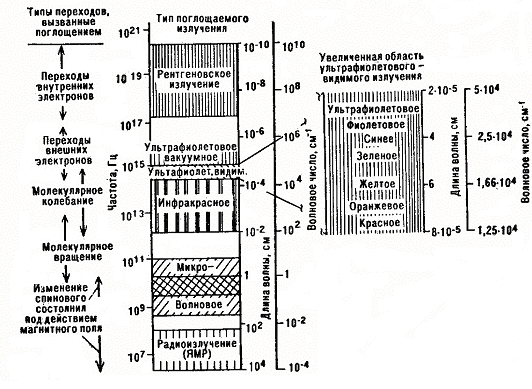 Типы переходов,
вызванные
поглощением
Переходы
внутренних
электронов
Переходы
внешних
электронов
Молекулярное
колебание
Молекулярное
вращение
Изменение
спинового
состояния
под действием
магнитного поля
Частота, Гц
10²¹
10¹⁹
10¹⁷
10¹⁵
10¹³
10¹¹
10⁹
10⁷
Тип поглощаемого
излучения
Рентгеновское
излучение
Ультрафиолетовое
вакуумное
Ультафиолет, видим.
Инфракрасное
Микро-
Волновое
Радиоизлучение
(ЯМР)
10⁻¹⁰
10⁻⁸
10⁻⁶
10⁻⁴
10⁻²
1
10²
10⁴
Длина волны, см
10¹⁰
10⁸
10⁶
10⁴
10²
1
10⁻²
10⁻⁴
Волновое число, см⁻¹
Увеличенная область
ультрафиолетового -
видимого излучения
Ультрафиолетовое
Фиолетовое
Синее
Зеленое
Желтое
Оранжевое
Красное
2·10⁻⁵
4
6
8·10⁻⁵
Длина волны, см
5·10⁴
2,5·10⁴
1,66·10⁴
1,25·10⁴
Волновое число, см⁻¹